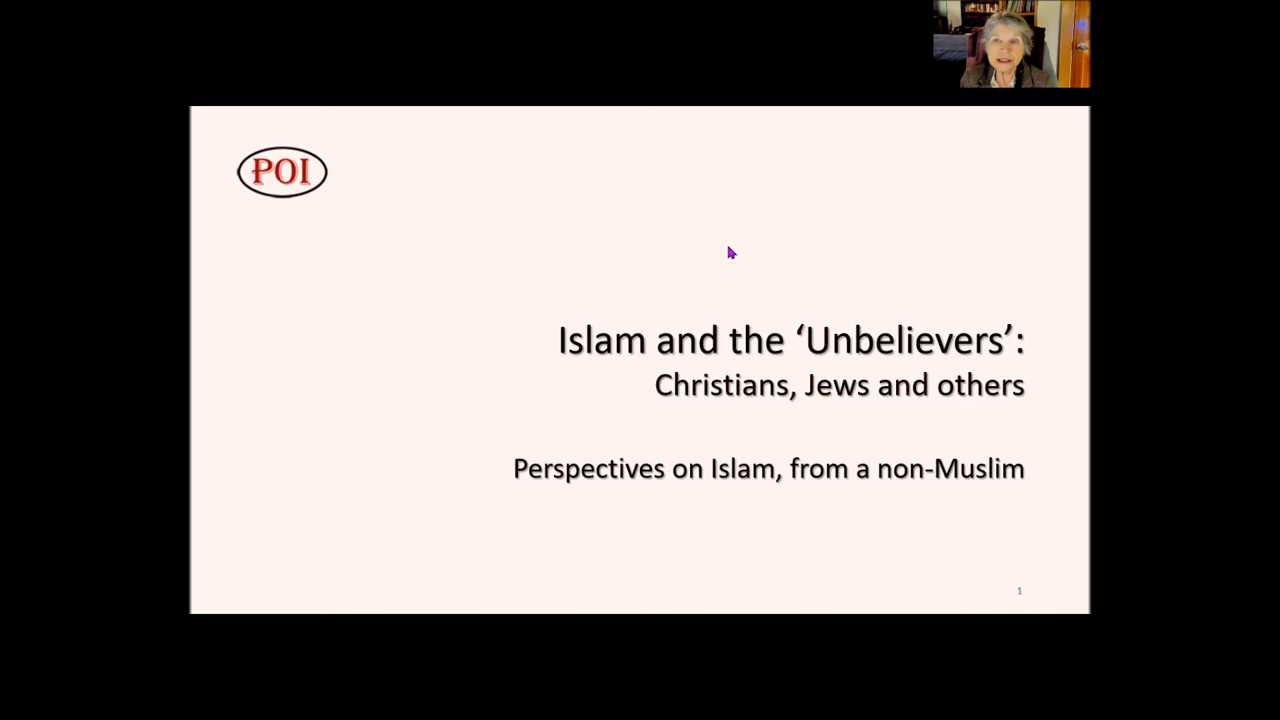 POI
Islam and the ‘Unbelievers’:
Christians, Jews and others
Perspectives on Islam, from a non-Muslim
1